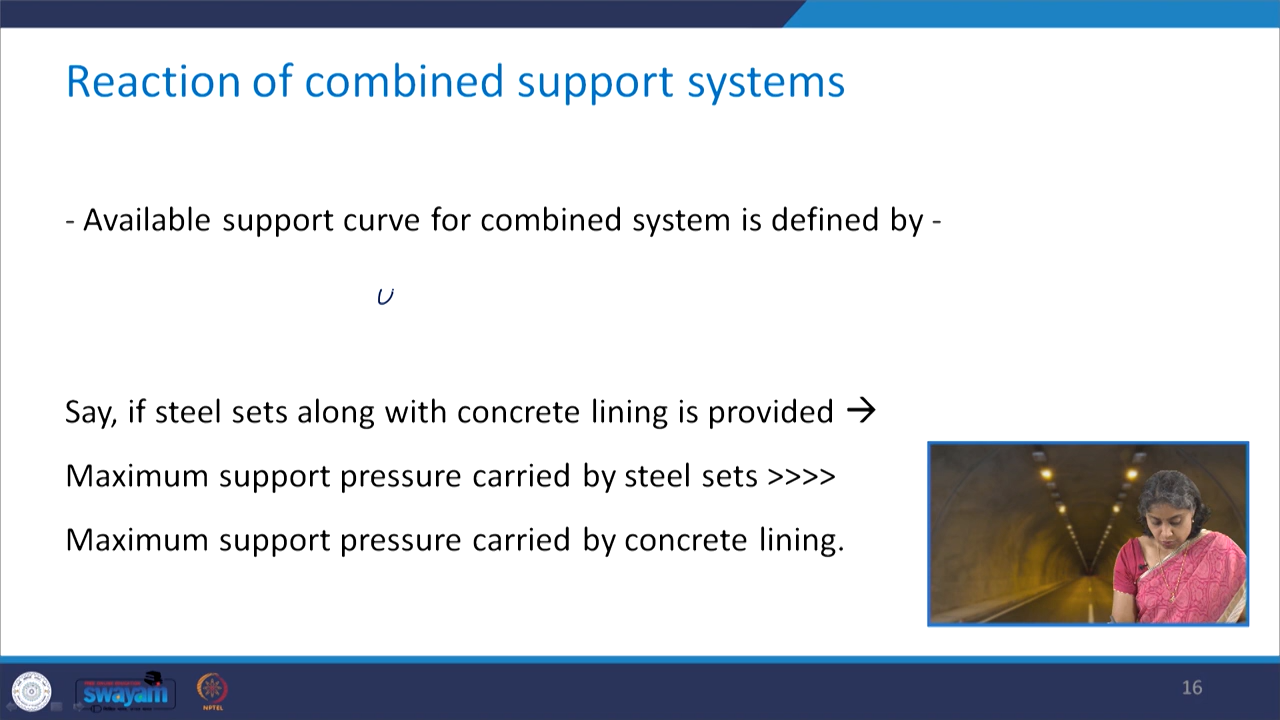 Reaction of combined support systems
- Available support curve for combined system is defined by -
u
Say, if steel sets along with concrete lining is provided →
Maximum support pressure carried by steel sets >>>>
Maximum support pressure carried by concrete lining.
swayam
NPTEL
16